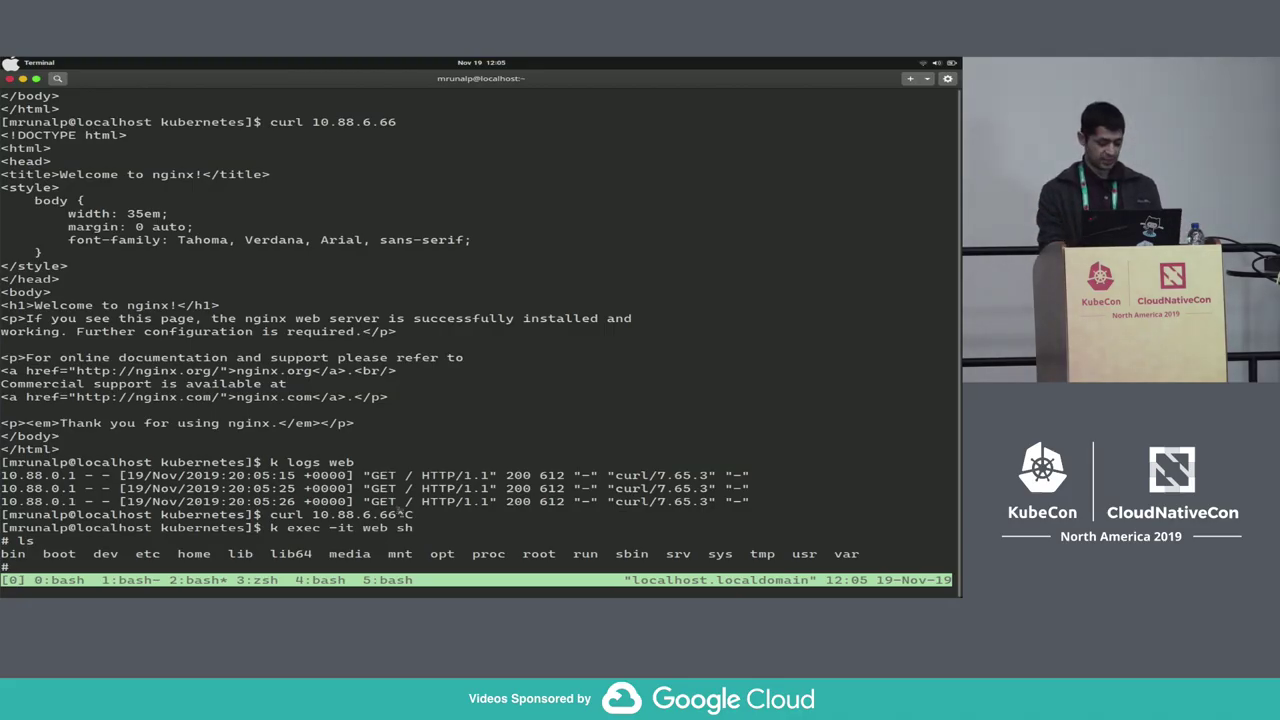 Terminal
Nov 19 12:05
mrunalp@localhost:~
</body>
</html>
[mrunalp@localhost kubernetes]$ curl 10.88.6.66
<!DOCTYPE html>
<html>
<head>
<title>Welcome to nginx!</title>
<style>
    body {
        width: 35em;
        margin: 0 auto;
        font-family: Tahoma, Verdana, Arial, sans-serif;
    }
</style>
</head>
<body>
<h1>Welcome to nginx!</h1>
<p>If you see this page, the nginx web server is successfully installed and
working. Further configuration is required.</p>
<p>For online documentation and support please refer to
<a href="http://nginx.org/">nginx.org</a>.<br/>
Commercial support is available at
<a href="http://nginx.com/">nginx.com</a>.</p>
<p><em>Thank you for using nginx.</em></p>
</body>
</html>
[mrunalp@localhost kubernetes]$ k logs web
10.88.0.1 - - [19/Nov/2019:20:05:15 +0000] "GET / HTTP/1.1" 200 612 "-" "curl/7.65.3" "-"
10.88.0.1 - - [19/Nov/2019:20:05:25 +0000] "GET / HTTP/1.1" 200 612 "-" "curl/7.65.3" "-"
10.88.0.1 - - [19/Nov/2019:20:05:26 +0000] "GET / HTTP/1.1" 200 612 "-" "curl/7.65.3" "-"
[mrunalp@localhost kubernetes]$ curl 10.88.6.66^C
[mrunalp@localhost kubernetes]$ k exec -it web sh
# ls
bin  boot  dev  etc  home  lib  lib64  media  mnt  opt  proc  root  run  sbin  srv  sys  tmp  usr  var
#
[0] 0:bash  1:bash- 2:bash* 3:zsh  4:bash  5:bash "localhost.localdomain" 12:05 19-Nov-19
KubeCon CloudNativeCon
North America 2019
KubeCon CloudNativeCon
North America 2019
Videos Sponsored by Google Cloud